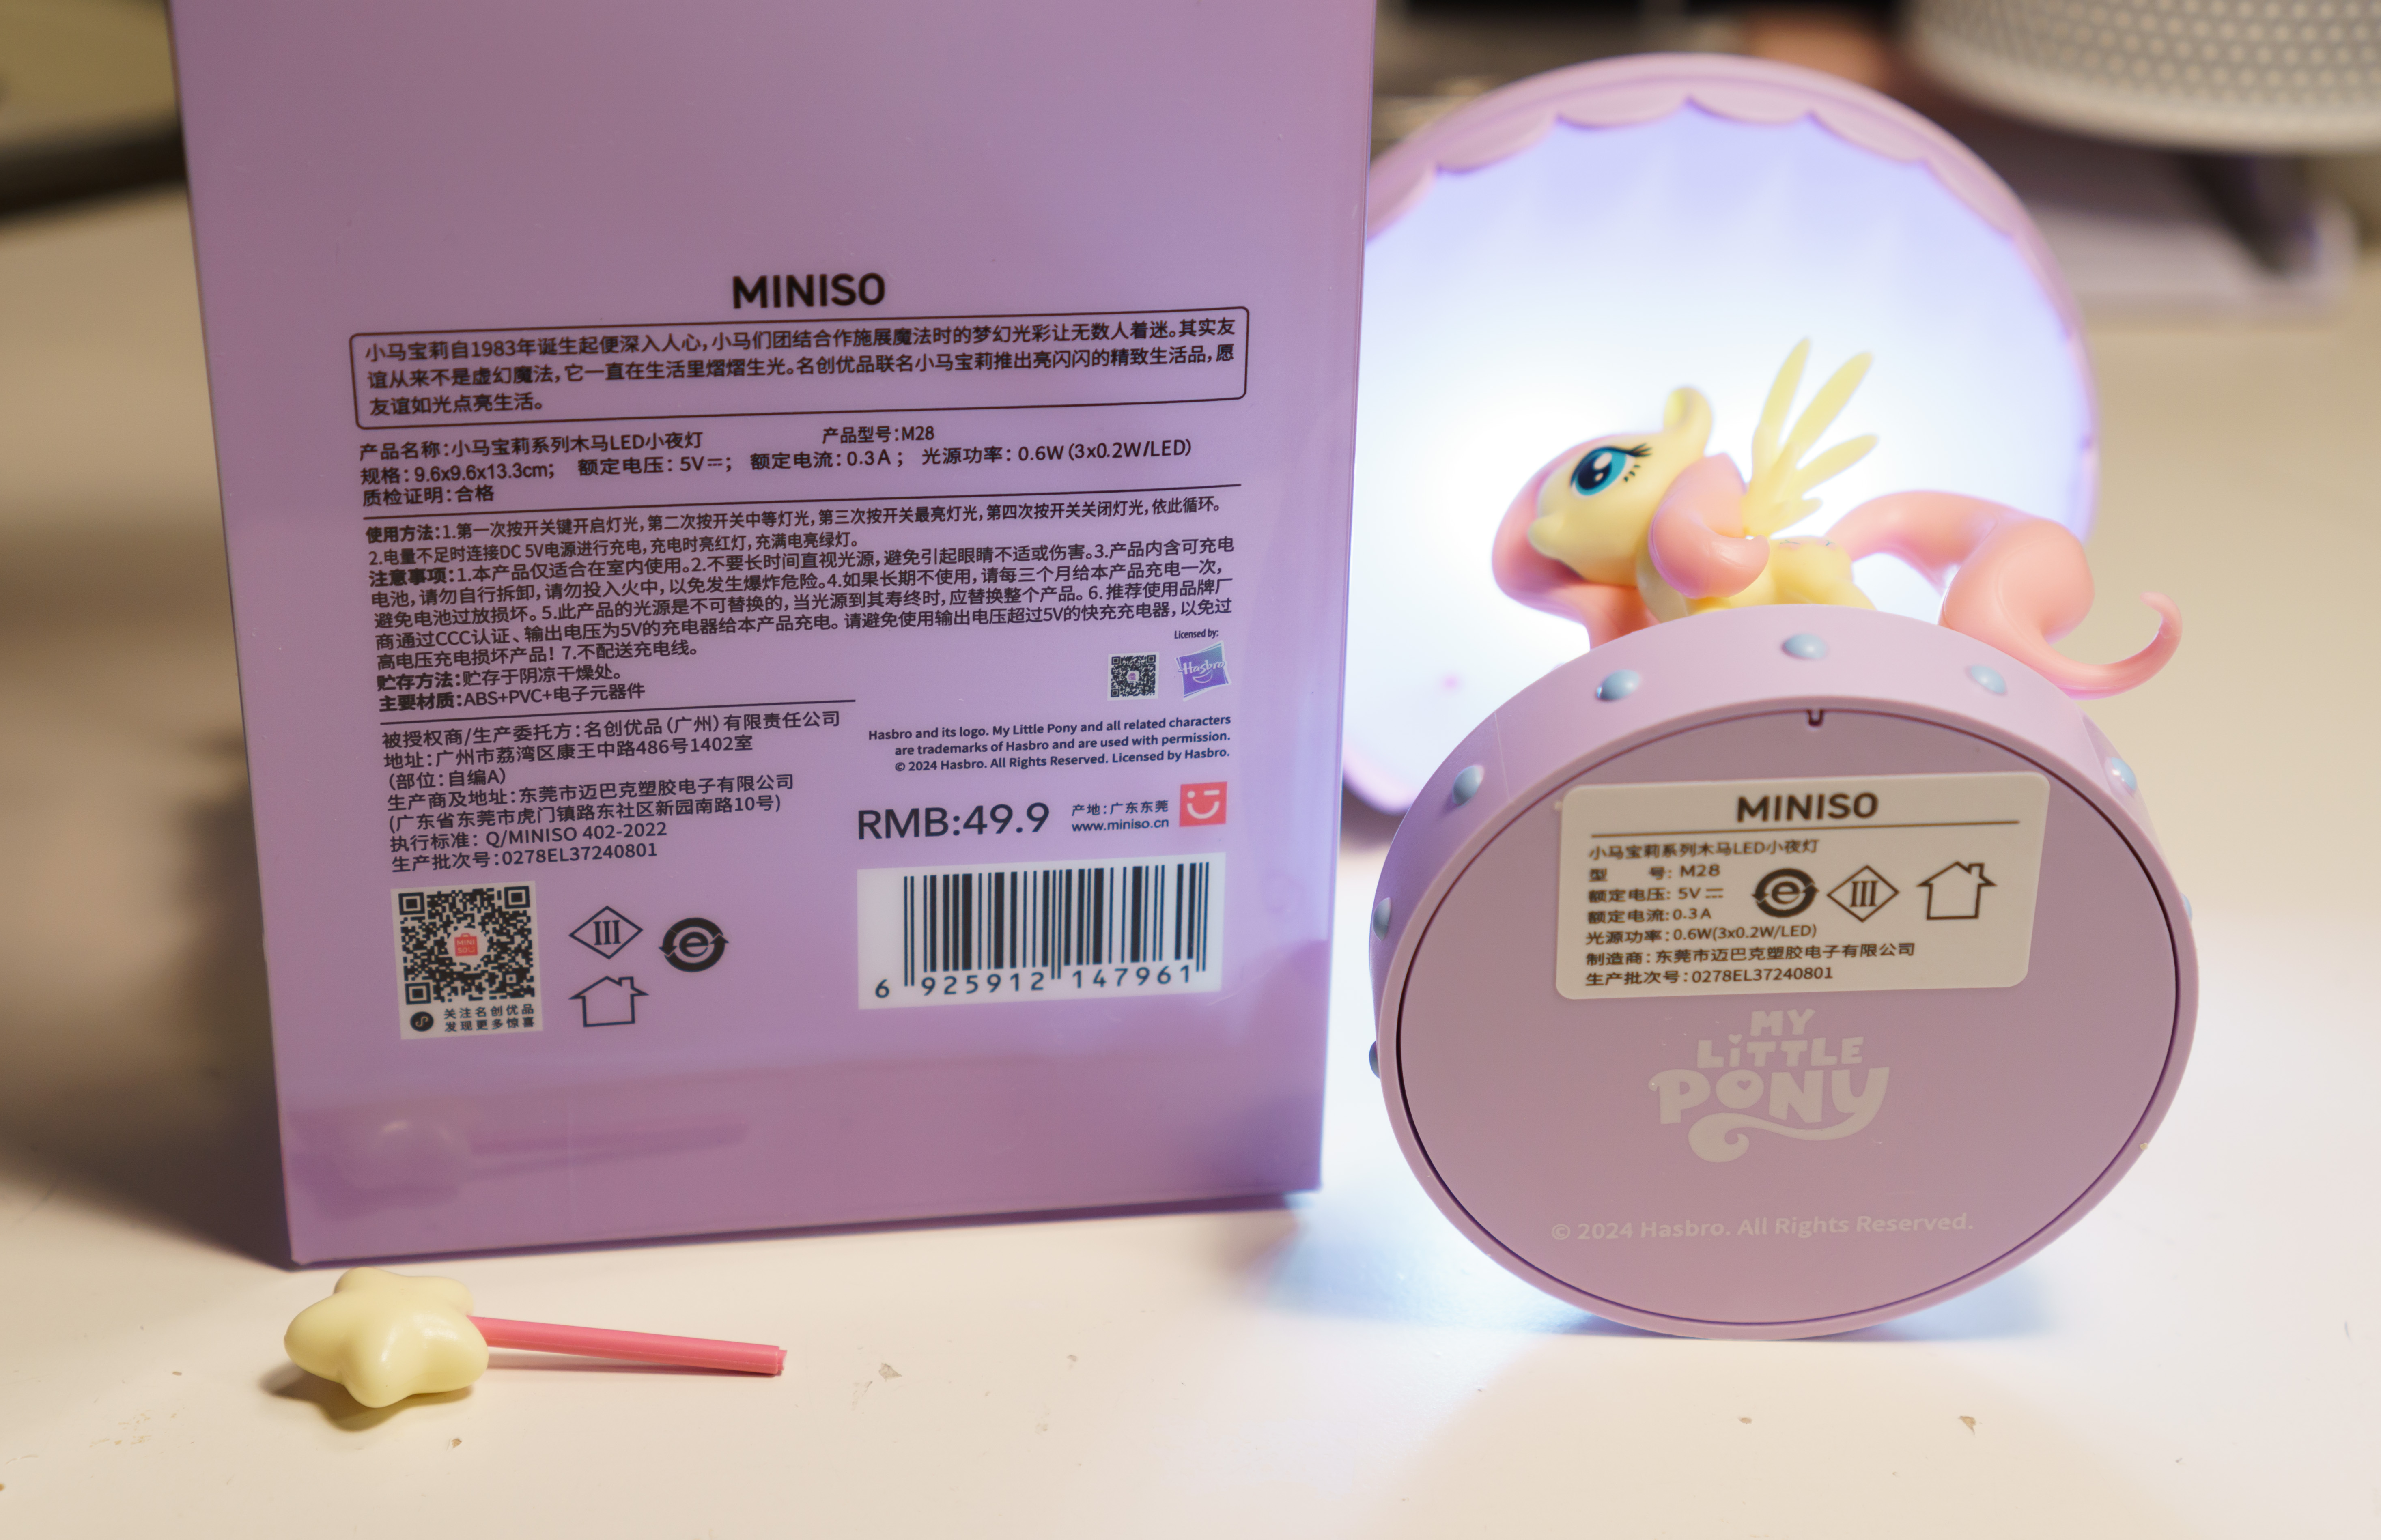 MINISO
小马宝莉自1983年诞生起便深入人心,小马们团结合作施展魔法时的梦幻光彩让无数人着迷。其实友
谊从来不是虚幻魔法,它一直在生活里熠熠生光。名创优品联名小马宝莉推出亮闪闪的精致生活品,愿
友谊如光点亮生活。
产品名称:小马宝莉系列木马LED小夜灯 产品型号:M28
规格:9.6x9.6x13.3cm; 额定电压:5V⎓; 额定电流:0.3A; 光源功率:0.6W(3x0.2W/LED)
质检证明:合格
使用方法:1.第一次按开关键开启灯光,第二次按开关中等灯光,第三次按开关最亮灯光,第四次按开关关闭灯光,依此循环。
2.电量不足时连接DC 5V电源进行充电,充电时亮红灯,充满电亮绿灯。
注意事项:1.本产品仅适合在室内使用。2.不要长时间直视光源,避免引起眼睛不适或伤害。3.产品内含可充电
电池,请勿自行拆卸,请勿投入火中,以免发生爆炸危险。4.如果长期不使用,请每三个月给本产品充电一次,
避免电池过放损坏。5.此产品的光源是不可替换的,当光源到其寿终时,应替换整个产品。6.推荐使用品牌厂
商通过CCC认证、输出电压为5V的充电器给本产品充电。请避免使用输出电压超过5V的快充充电器,以免过
高电压充电损坏产品!7.不配送充电线。
贮存方法:贮存于阴凉干燥处。
主要材质:ABS+PVC+电子元器件
Licensed by:
Hasbro
被授权商/生产委托方:名创优品(广州)有限责任公司
地址:广州市荔湾区康王中路486号1402室
(部位:自编A)
生产商及地址:东莞市迈巴克塑胶电子有限公司
(广东省东莞市虎门镇路东社区新园南路10号)
执行标准:Q/MINISO 402-2022
生产批次号:0278EL37240801
Hasbro and its logo. My Little Pony and all related characters
are trademarks of Hasbro and are used with permission.
© 2024 Hasbro. All Rights Reserved. Licensed by Hasbro.
RMB:49.9
产地:广东东莞
www.miniso.cn
MINI
SO
关注名创优品
发现更多惊喜
III
e
6 925912 147961
MINISO
小马宝莉系列木马LED小夜灯
型 号:M28
额定电压:5V⎓
额定电流:0.3A
光源功率:0.6W(3x0.2W/LED)
制造商:东莞市迈巴克塑胶电子有限公司
生产批次号:0278EL37240801
e
III
MY
LiTTLE
PONY
© 2024 Hasbro. All Rights Reserved.